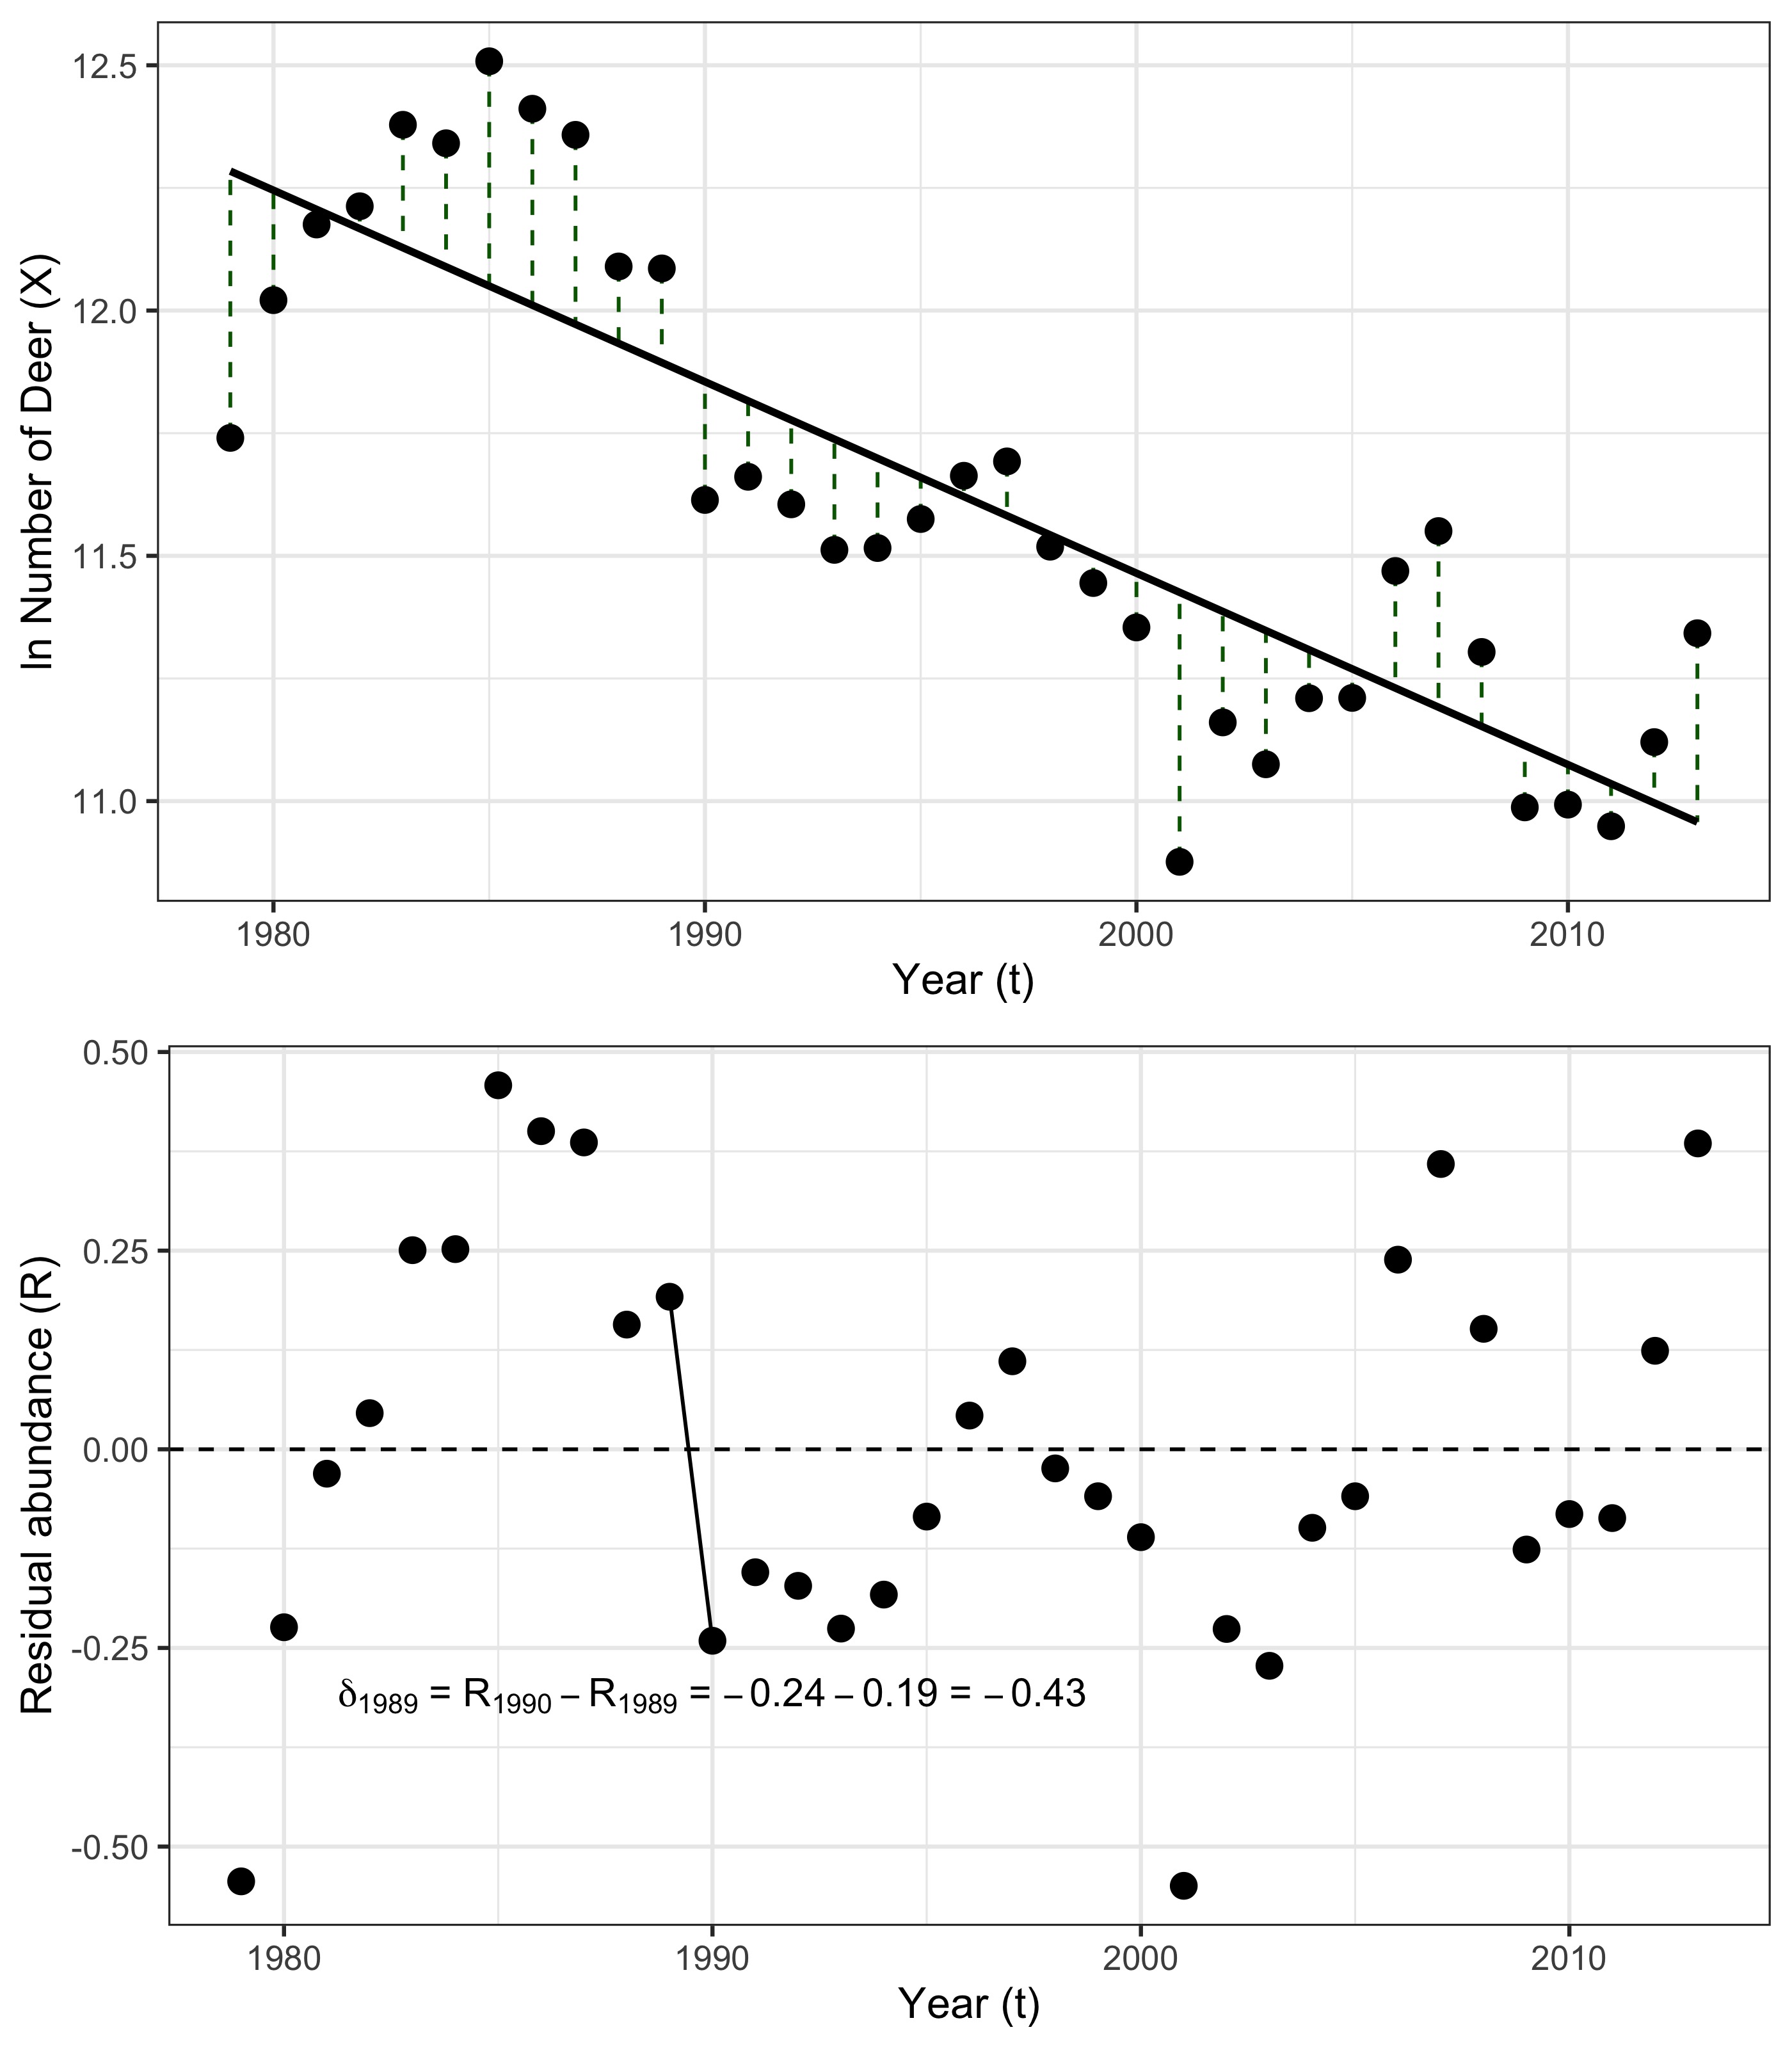 ln Number of Deer (X)
12.5
12.0
11.5
11.0
1980 1990 2000 2010
Year (t)
Residual abundance (R)
0.50
0.25
0.00
-0.25
-0.50
δ1989 = R1990 – R1989 = –0.24 – 0.19 = –0.43
1980 1990 2000 2010
Year (t)